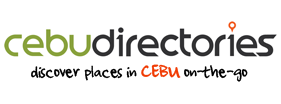 cebudirectories
discover places in CEBU on-the-go